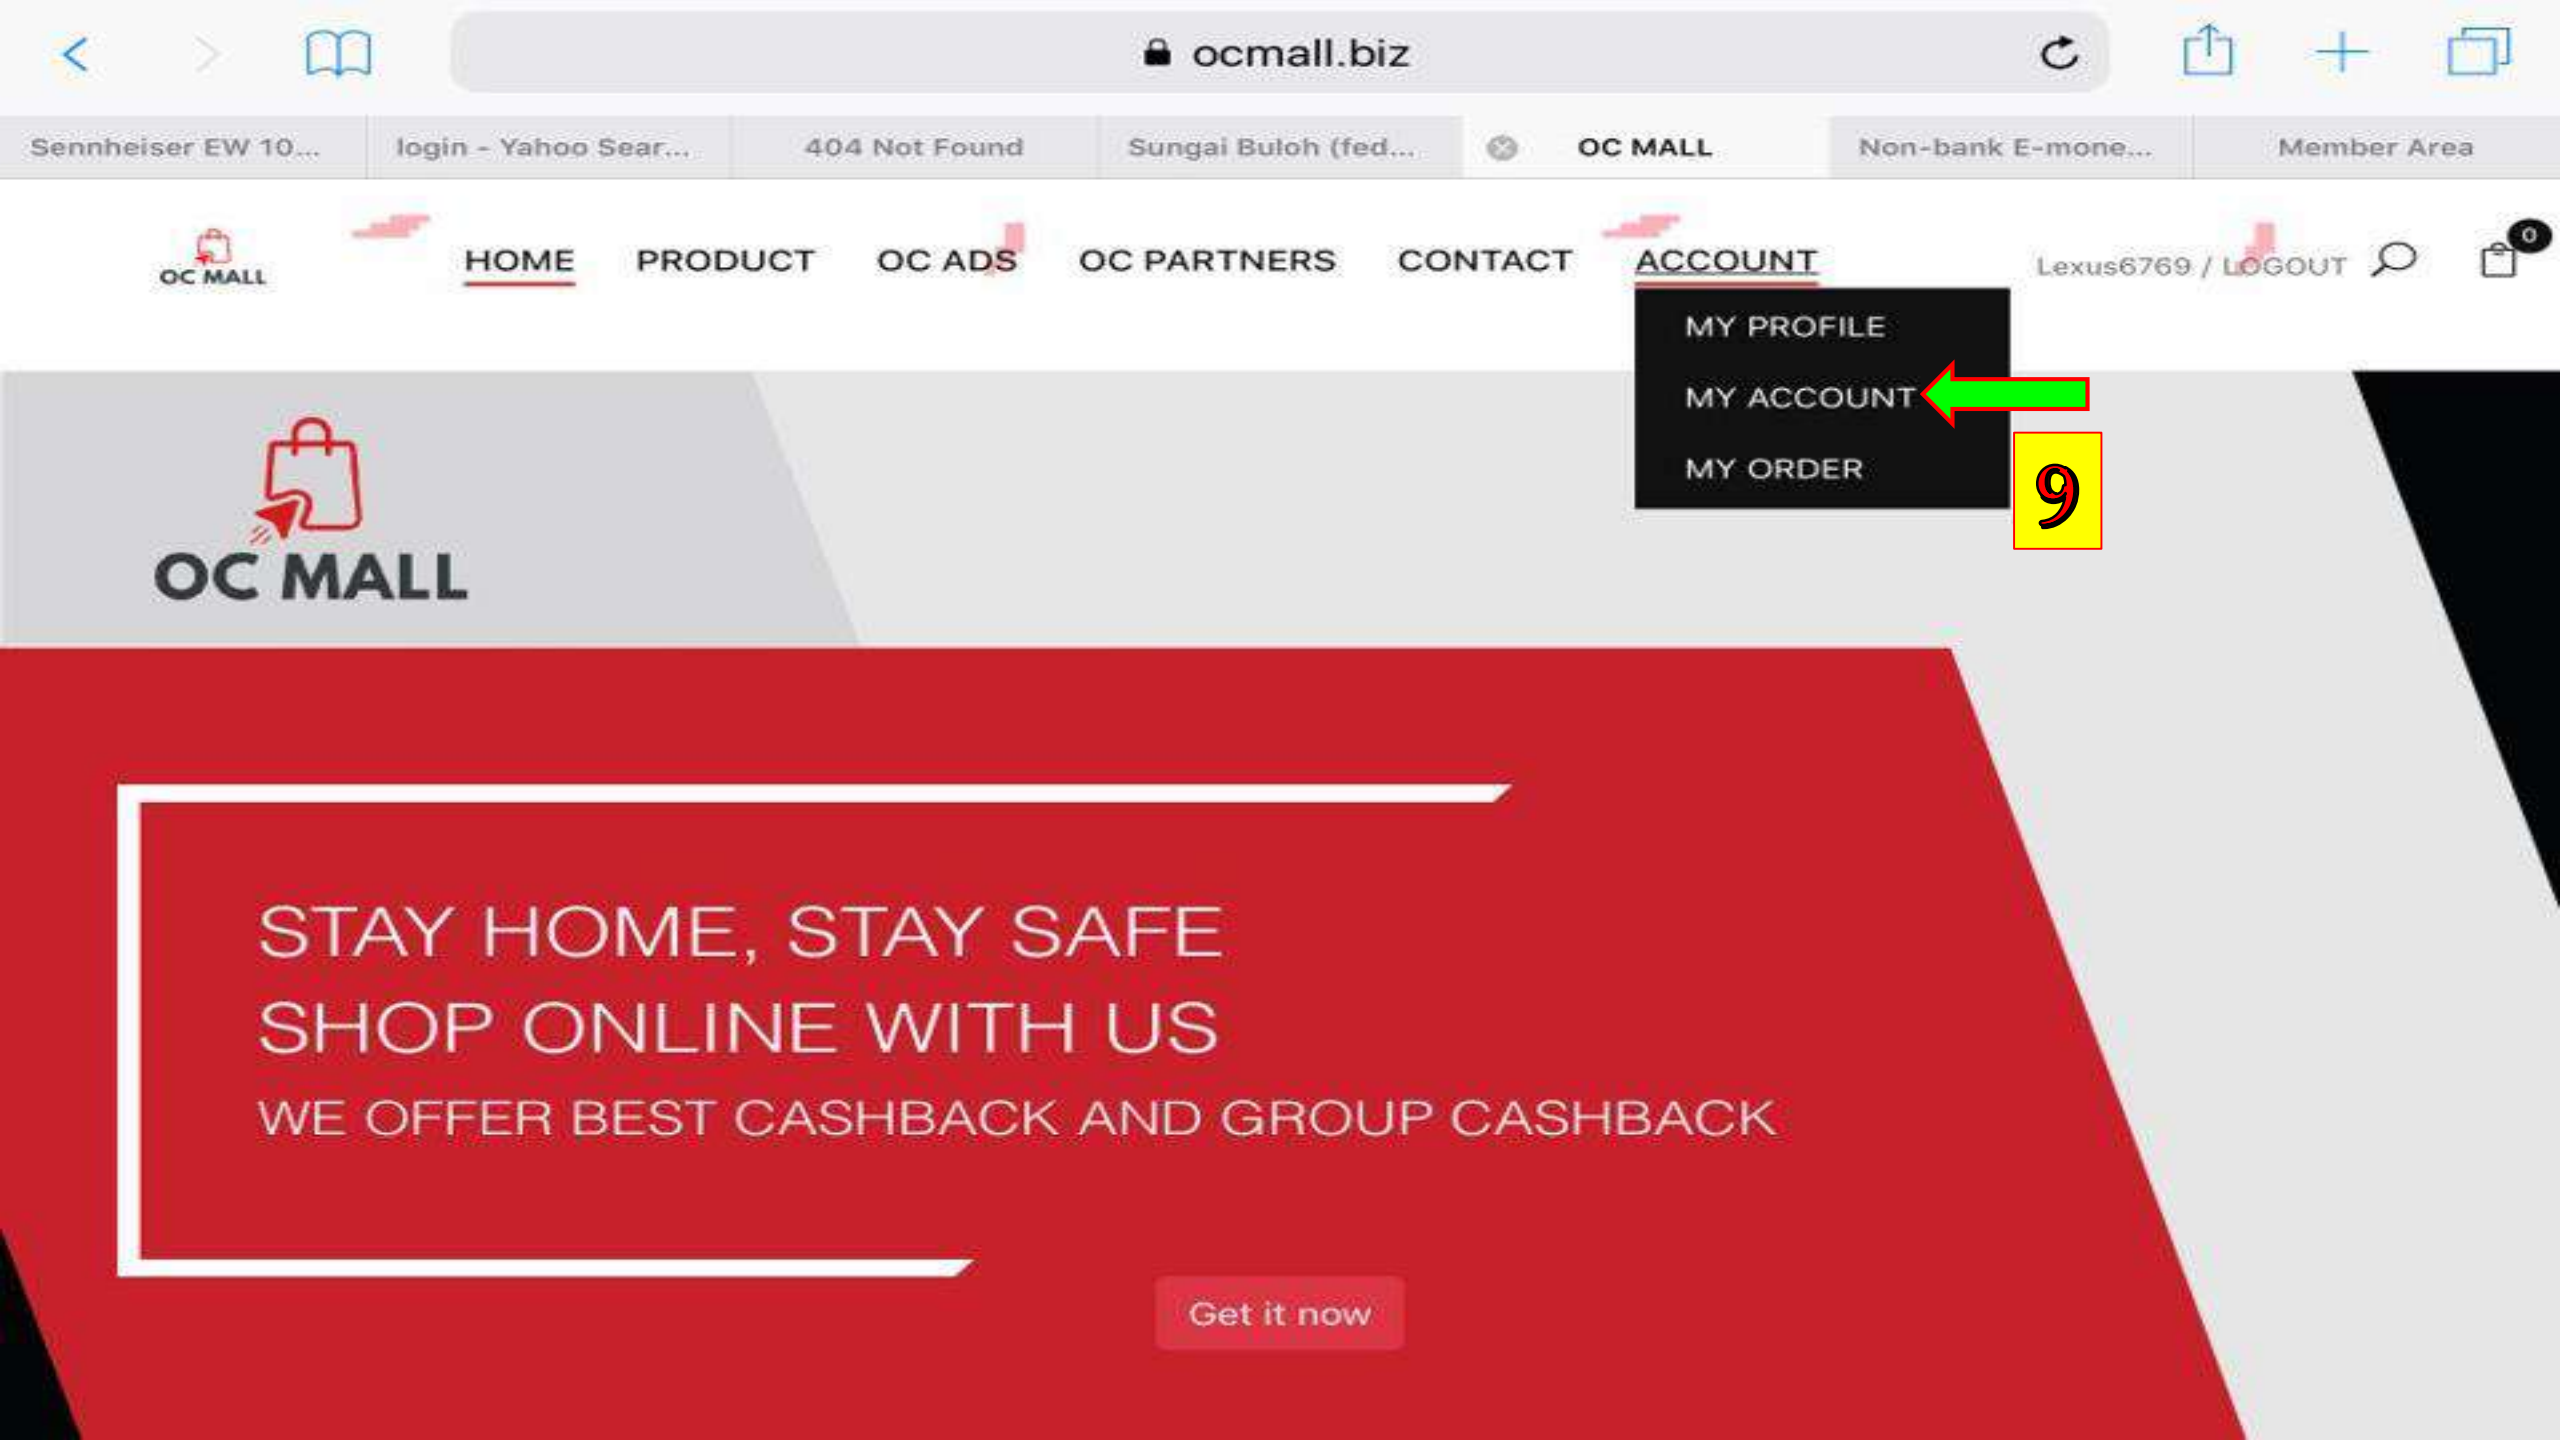 ocmall.biz
Sennheiser EW 10...
login - Yahoo Sear...
404 Not Found
Sungai Buloh (fed...
OC MALL
Non-bank E-mone...
Member Area
OC MALL
HOME
PRODUCT
OC ADS
OC PARTNERS
CONTACT
ACCOUNT
Lexus6769 / LOGOUT
0
MY PROFILE
MY ACCOUNT
MY ORDER
9
OC MALL
STAY HOME, STAY SAFE
SHOP ONLINE WITH US
WE OFFER BEST CASHBACK AND GROUP CASHBACK
Get it now